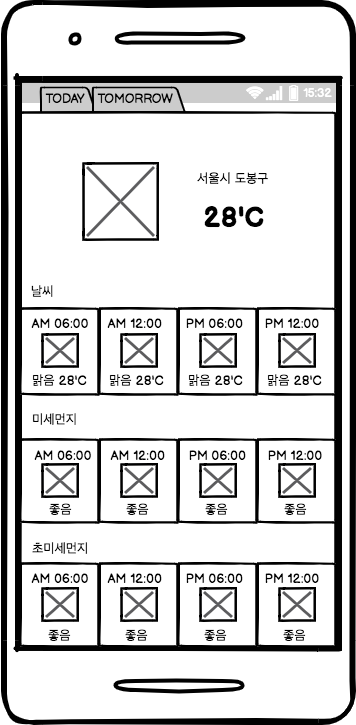 TODAY TOMORROW 15:32
서울시 도봉구
28'C
날씨
AM 06:00 AM 12:00 PM 06:00 PM 12:00
맑음 28'C 맑음 28'C 맑음 28'C 맑음 28'C
미세먼지
AM 06:00 AM 12:00 PM 06:00 PM 12:00
좋음 좋음 좋음 좋음
초미세먼지
AM 06:00 AM 12:00 PM 06:00 PM 12:00
좋음 좋음 좋음 좋음